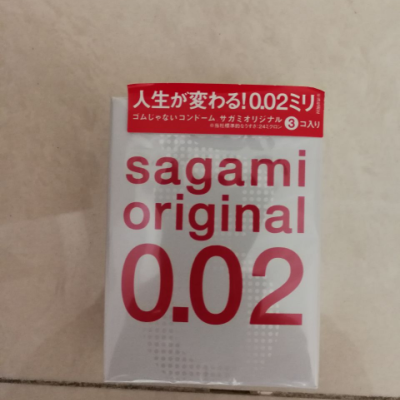 人生が変わる!0.02ミリ
ゴムじゃないコンドーム サガミオリジナル 3コ入り
sagami
original
0.02